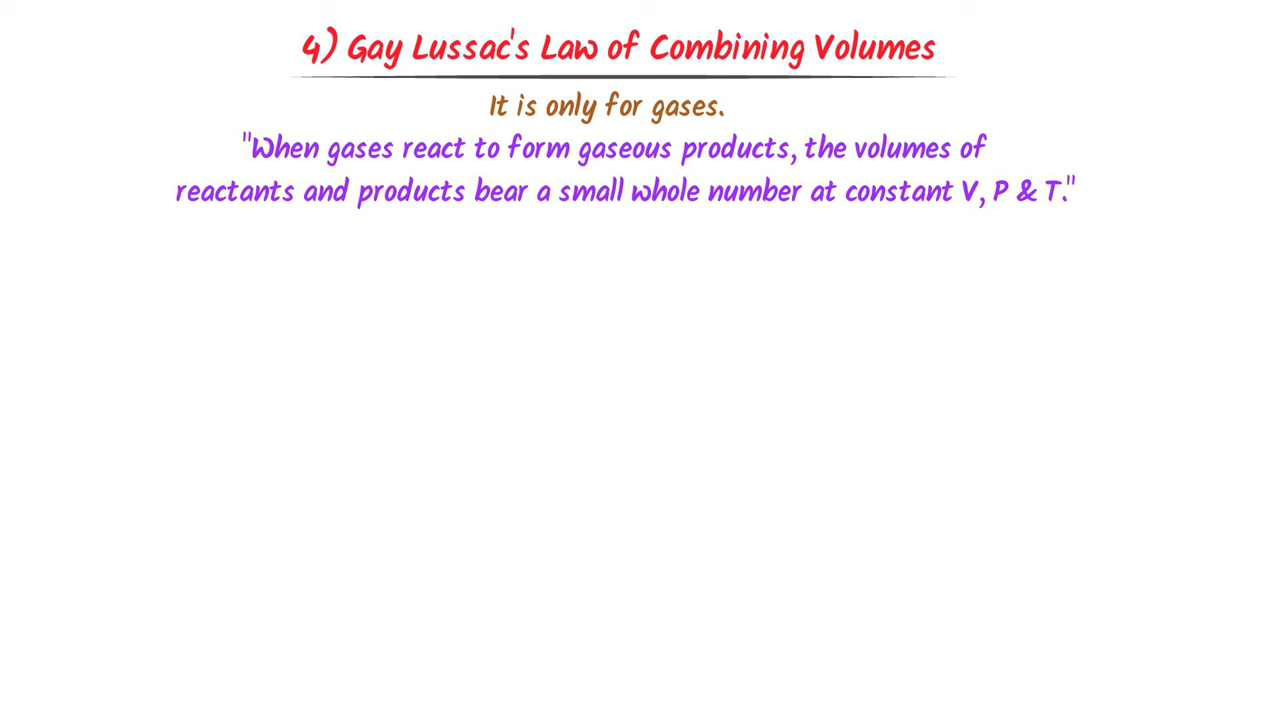 4) Gay Lussac's Law of Combining Volumes
It is only for gases.
"When gases react to form gaseous products, the volumes of
reactants and products bear a small whole number at constant V, P & T."